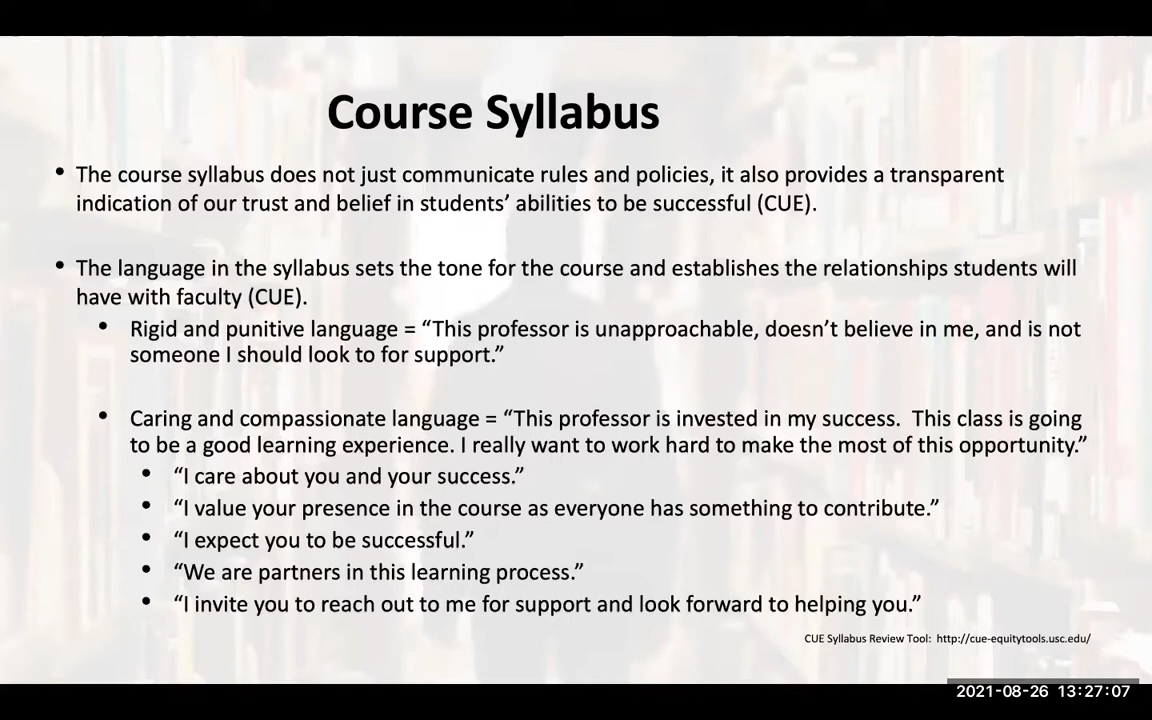 Course Syllabus
• The course syllabus does not just communicate rules and policies, it also provides a transparent
indication of our trust and belief in students’ abilities to be successful (CUE).
• The language in the syllabus sets the tone for the course and establishes the relationships students will
have with faculty (CUE).
• Rigid and punitive language = “This professor is unapproachable, doesn’t believe in me, and is not
someone I should look to for support.”
• Caring and compassionate language = “This professor is invested in my success.  This class is going
to be a good learning experience. I really want to work hard to make the most of this opportunity.”
• “I care about you and your success.”
• “I value your presence in the course as everyone has something to contribute.”
• “I expect you to be successful.”
• “We are partners in this learning process.”
• “I invite you to reach out to me for support and look forward to helping you.”
CUE Syllabus Review Tool:  http://cue-equitytools.usc.edu/
2021-08-26 13:27:07